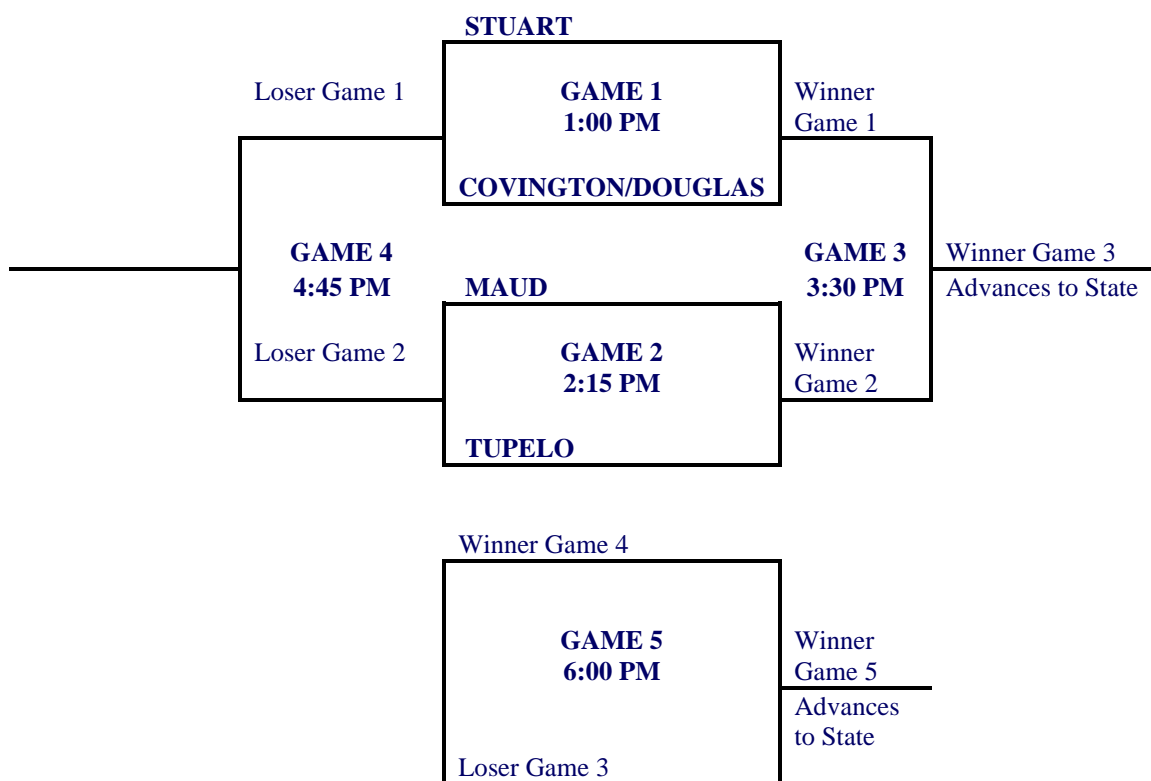 STUART
Loser Game 1
GAME 1
1:00 PM
Winner
Game 1
COVINGTON/DOUGLAS
GAME 4
4:45 PM
MAUD
GAME 3
3:30 PM
Winner Game 3
Advances to State
Loser Game 2
GAME 2
2:15 PM
Winner
Game 2
TUPELO
Winner Game 4
GAME 5
6:00 PM
Winner
Game 5
Advances
to State
Loser Game 3